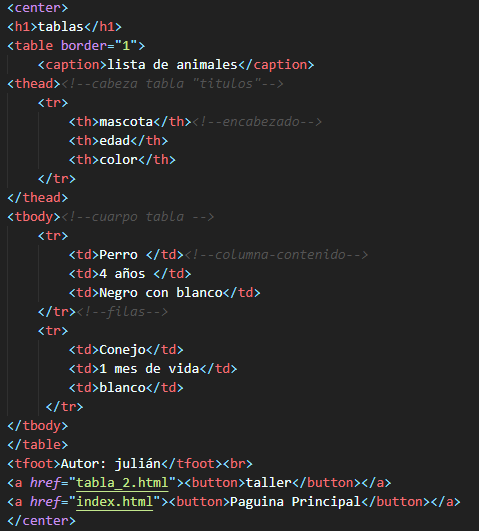 <center>
<h1>tablas</h1>
<table border="1">
    <caption>lista de animales</caption>
<thead><!--cabeza tabla "titulos"-->
    <tr>
        <th>mascota</th><!--encabezado-->
        <th>edad</th>
        <th>color</th>
    </tr>
</thead>
<tbody><!--cuarpo tabla -->
    <tr>
        <td>Perro </td><!--columna-contenido-->
        <td>4 años </td>
        <td>Negro con blanco</td>
    </tr><!--filas-->
    <tr>
        <td>Conejo</td>
        <td>1 mes de vida</td>
        <td>blanco</td>
     </tr>
</tbody>
</table>
<tfoot>Autor: julián</tfoot><br>
<a href="tabla_2.html"><button>taller</button></a>
<a href="index.html"><button>Paguina Principal</button></a>
</center>